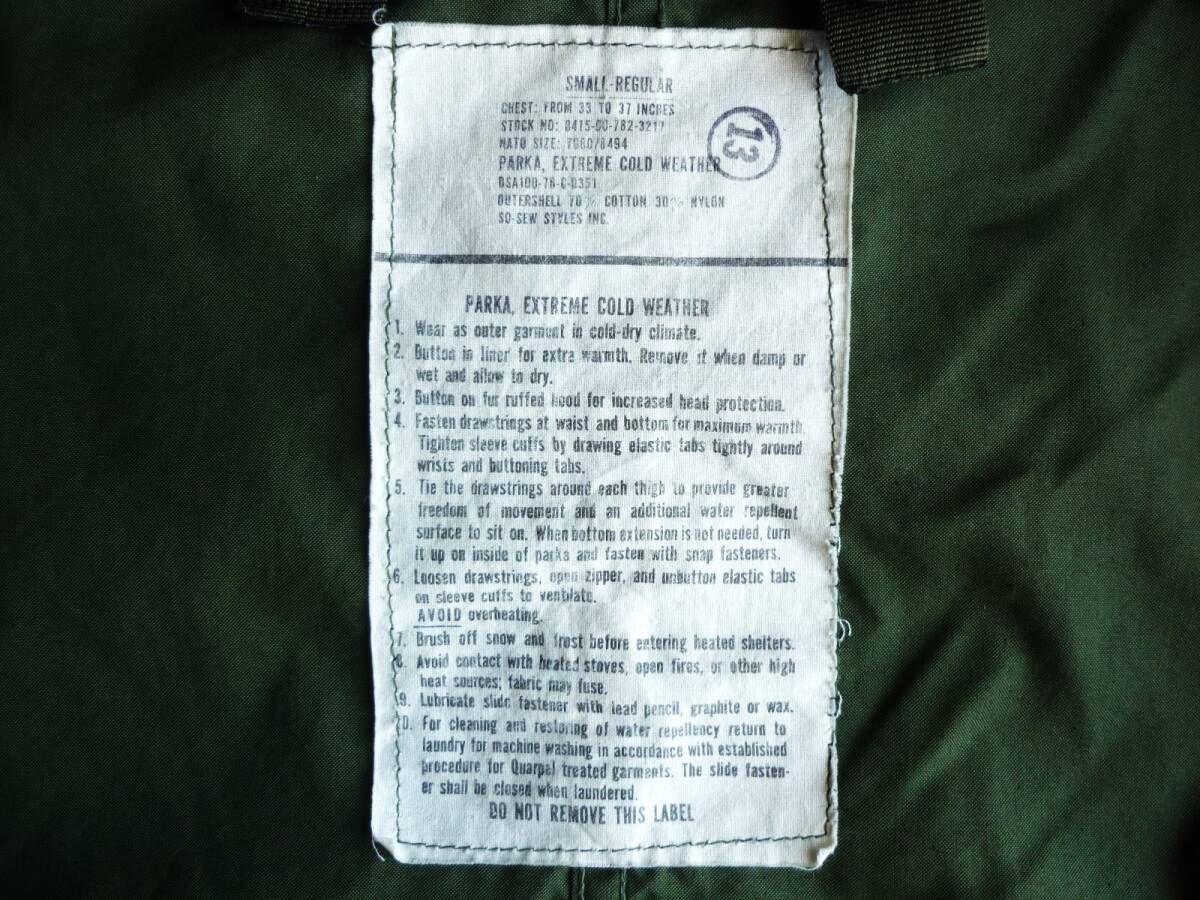 SMALL-REGULAR
CHEST: FROM 33 TO 37 INCHES
STOCK NO: 8415-00-782-3217
NATO SIZE: 7080/8494
13
PARKA, EXTREME COLD WEATHER
DSA100-76-C-0351
OUTERSHELL 70% COTTON 30% NYLON
SO-SEW STYLES INC.
PARKA, EXTREME COLD WEATHER
1. Wear as outer garment in cold-dry climate.
2. Button in liner for extra warmth. Remove it when damp or
wet and allow to dry.
3. Button on fur ruffed hood for increased head protection.
4. Fasten drawstrings at waist and bottom for maximum warmth.
Tighten sleeve cuffs by drawing elastic tabs tightly around
wrists and buttoning tabs.
5. Tie the drawstrings around each thigh to provide greater
freedom of movement and an additional water repellent
surface to sit on. When bottom extension is not needed, turn
it up on inside of parka and fasten with snap fasteners.
6. Loosen drawstrings, open zipper, and unbutton elastic tabs
on sleeve cuffs to ventilate.
AVOID overheating.
7. Brush off snow and frost before entering heated shelters.
8. Avoid contact with heated stoves, open fires, or other high
heat sources; fabric may fuse.
9. Lubricate slide fastener with lead pencil, graphite or wax.
10. For cleaning and restoring of water repellency return to
laundry for machine washing in accordance with established
procedure for Quarpel treated garments. The slide fasten-
er shall be closed when laundered.
DO NOT REMOVE THIS LABEL